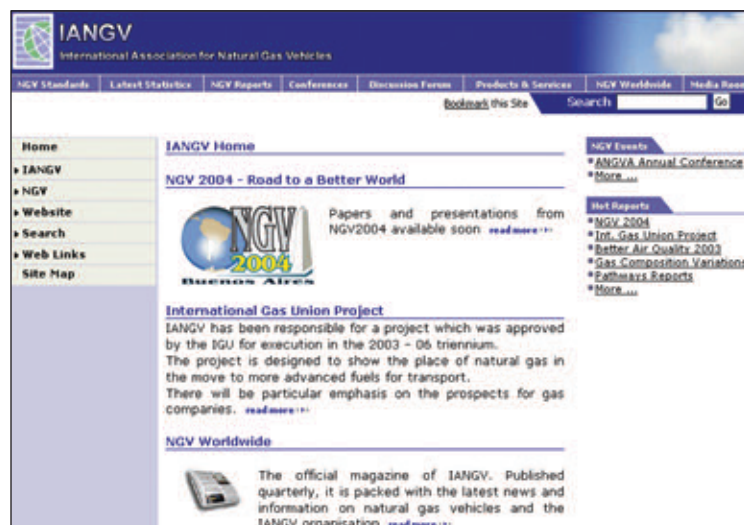 IANGV
International Association for Natural Gas Vehicles
NGV Standards Latest Statistics NGV Reports Conferences Discussion Forum Products & Services NGV Worldwide Media Room
Bookmark this Site Search Go
Home
IANGV
NGV
Website
Search
Web Links
Site Map
IANGV Home
NGV 2004 - Road to a Better World
NGV
2004
Buenos Aires
Papers and presentations from
NGV2004 available soon read more
International Gas Union Project
IANGV has been responsible for a project which was approved
by the IGU for execution in the 2003 - 06 triennium.
The project is designed to show the place of natural gas in
the move to more advanced fuels for transport.
There will be particular emphasis on the prospects for gas
companies. read more
NGV Worldwide
The official magazine of IANGV. Published
quarterly, it is packed with the latest news and
information on natural gas vehicles and the
IANGV organisation. read more
NGV Events
ANGVA Annual Conference
More ...
Hot Reports
NGV 2004
Int. Gas Union Project
Better Air Quality 2003
Gas Composition Variations
Pathways Reports
More ...